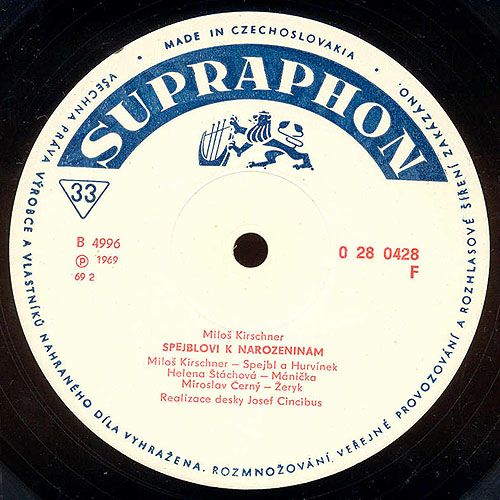 MADE IN CZECHOSLOVAKIA
SUPRAPHON
33
B 4996
℗ 1969
69 2
0 28 0428
F
Miloš Kirschner
SPEJBLOVI K NAROZENINÁM
Miloš Kirschner – Spejbl a Hurvínek
Helena Štáchová – Mánička
Miroslav Černý – Žeryk
Realizace desky Josef Cincibus
VŠECHNA PRÁVA VÝROBCE A VLASTNÍKŮ NAHRANÉHO DÍLA VYHRAŽENA. ROZMNOŽOVÁNÍ, VEŘEJNÉ PROVOZOVÁNÍ A ROZHLASOVÉ ŠÍŘENÍ ZAKÁZÁNO.